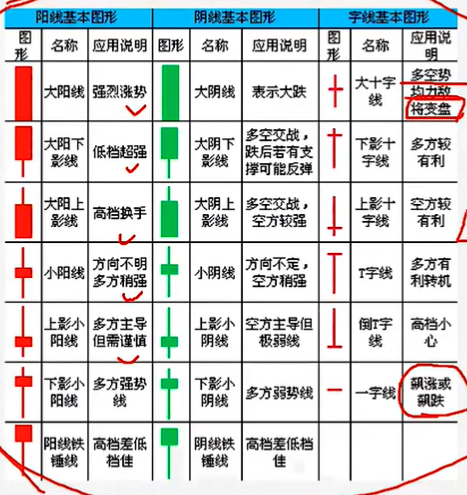 阳线基本图形 阴线基本图形 字线基本图形
图形 名称 应用说明 图形 名称 应用说明 图形 名称 应用说明
大阳线 强烈涨势 大阴线 表示大跌 大十字线 多空势均力敌将变盘
大阳下影线 低档超强 大阴下影线 多空交战，跌后若有支撑可能反弹 下影十字线 多方较有利
大阳上影线 高档换手 大阴上影线 多空交战，空方较强 上影十字线 空方较有利
小阳线 方向不明多方稍强 小阴线 方向不定，空方稍强 T字线 多方有利转机
上影小阳线 多方主导但需谨慎 上影小阴线 空方主导但极弱线 倒T字线 高档小心
下影小阳线 多方强势线 下影小阴线 多方弱势线 一字线 飙涨或飙跌
阳线铁锤线 高档差低档佳 阴线铁锤线 高档差低档佳